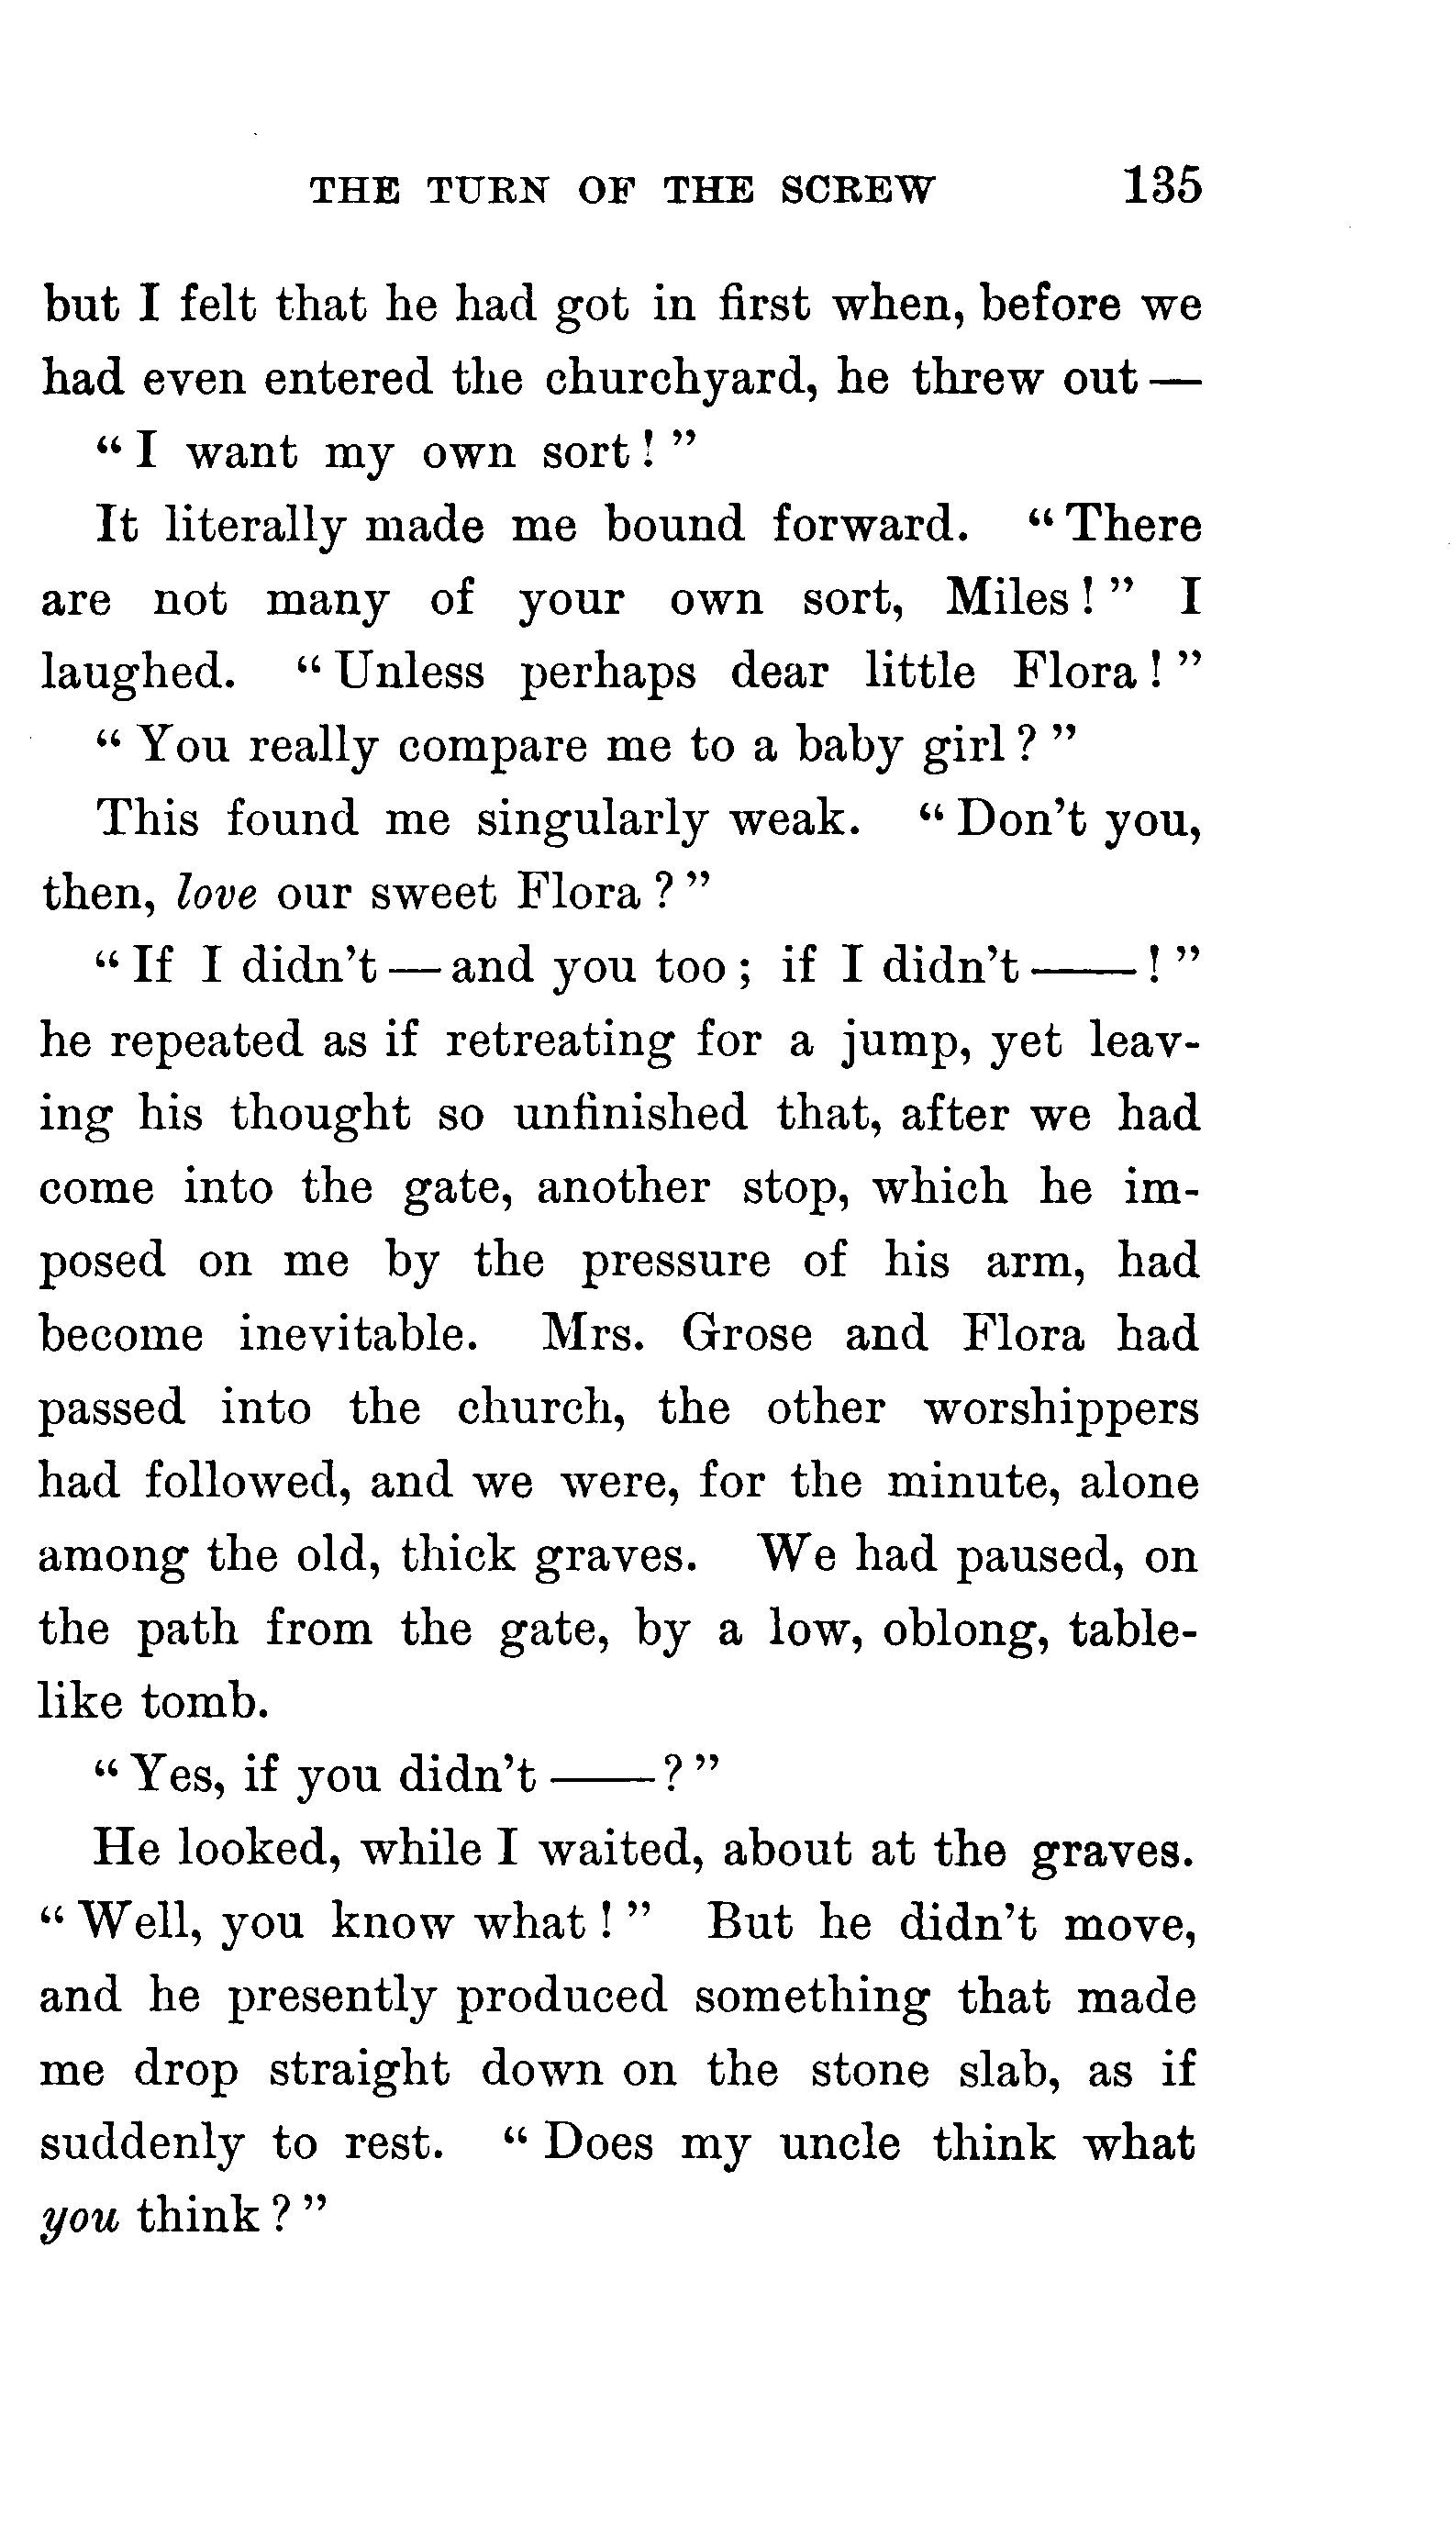 THE TURN OF THE SCREW 135
but I felt that he had got in first when, before we
had even entered the churchyard, he threw out—
“I want my own sort!”
It literally made me bound forward. “There
are not many of your own sort, Miles!” I
laughed. “Unless perhaps dear little Flora!”
“You really compare me to a baby girl?”
This found me singularly weak. “Don’t you,
then, love our sweet Flora?”
“If I didn’t—and you too; if I didn’t——!”
he repeated as if retreating for a jump, yet leav-
ing his thought so unfinished that, after we had
come into the gate, another stop, which he im-
posed on me by the pressure of his arm, had
become inevitable. Mrs. Grose and Flora had
passed into the church, the other worshippers
had followed, and we were, for the minute, alone
among the old, thick graves. We had paused, on
the path from the gate, by a low, oblong, table-
like tomb.
“Yes, if you didn’t——?”
He looked, while I waited, about at the graves.
“Well, you know what!” But he didn’t move,
and he presently produced something that made
me drop straight down on the stone slab, as if
suddenly to rest. “Does my uncle think what
you think?”